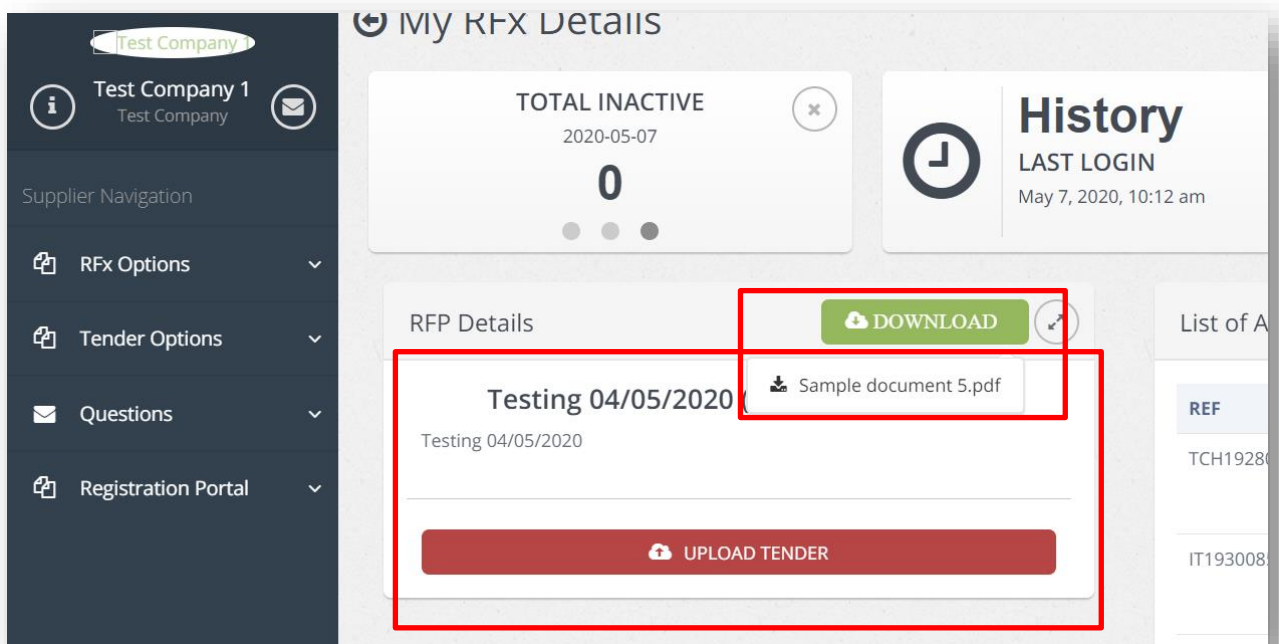 Test Company 1
Test Company 1
Test Company
Supplier Navigation
RFx Options
Tender Options
Questions
Registration Portal
My RFx Details
TOTAL INACTIVE
2020-05-07
0
History
LAST LOGIN
May 7, 2020, 10:12 am
RFP Details
DOWNLOAD
Sample document 5.pdf
Testing 04/05/2020 (
Testing 04/05/2020
UPLOAD TENDER
List of A
REF
TCH1928
IT193008